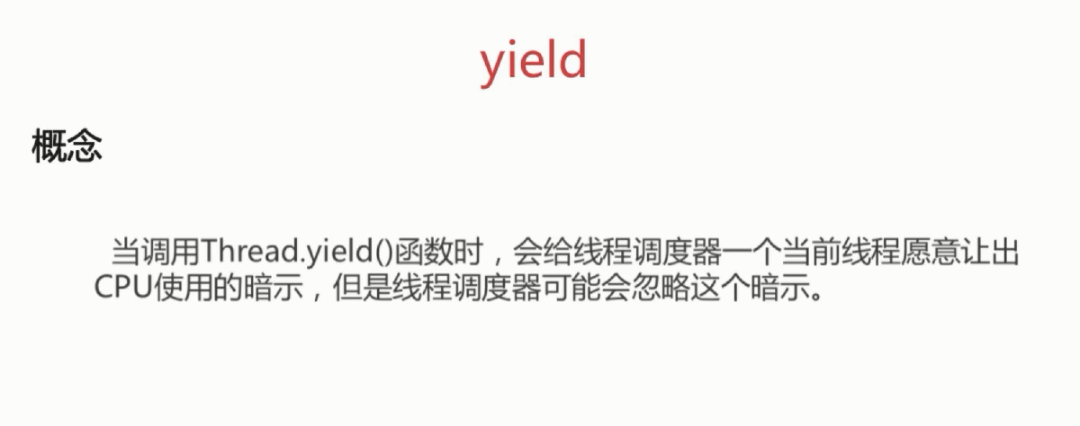 yield
概念
当调用Thread.yield()函数时，会给线程调度器一个当前线程愿意让出
CPU使用的暗示，但是线程调度器可能会忽略这个暗示。